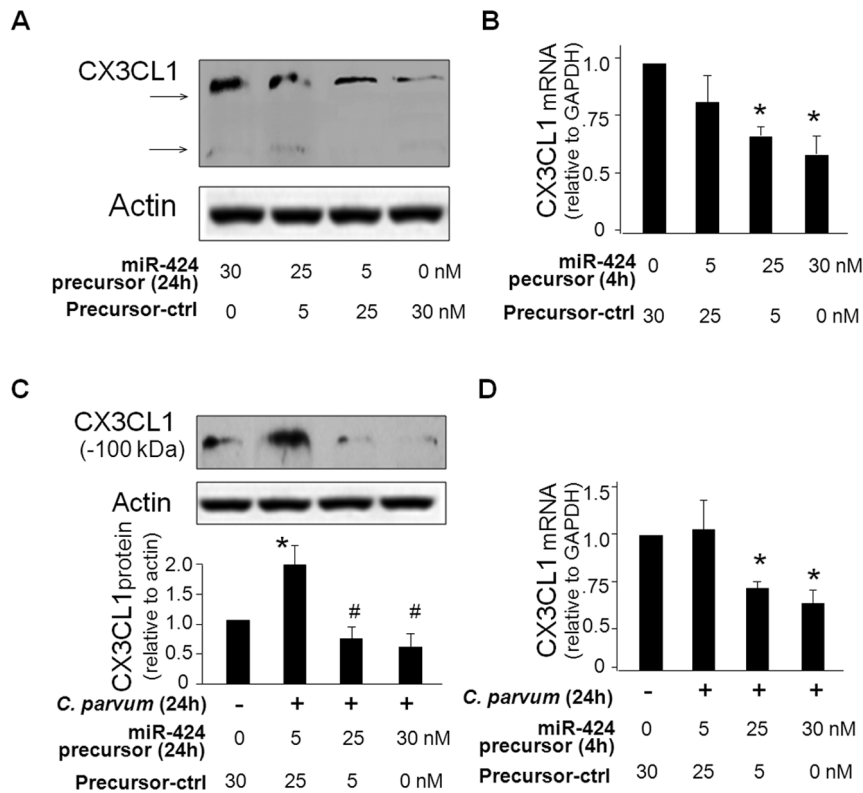 A
CX3CL1
Actin
miR-424
precursor (24h)
30 25 5 0 nM
Precursor-ctrl
0 5 25 30 nM
B
CX3CL1 mRNA
(relative to GAPDH)
1.0
.75
0.5
0
* *
miR-424
pecursor (4h)
0 5 25 30 nM
Precursor-ctrl
30 25 5 0 nM
C
CX3CL1
(-100 kDa)
Actin
CX3CL1protein
(relative to actin)
2.0
1.5
1.0
0.5
0.0
* # #
C. parvum (24h)
- + + +
miR-424
precursor (24h)
0 5 25 30 nM
Precursor-ctrl
30 25 5 0 nM
D
CX3CL1 mRNA
(relative to GAPDH)
1.5
1.0
.75
0.5
0
* *
C. parvum (24h)
- + + +
miR-424
precursor (4h)
0 5 25 30 nM
Precursor-ctrl
30 25 5 0 nM